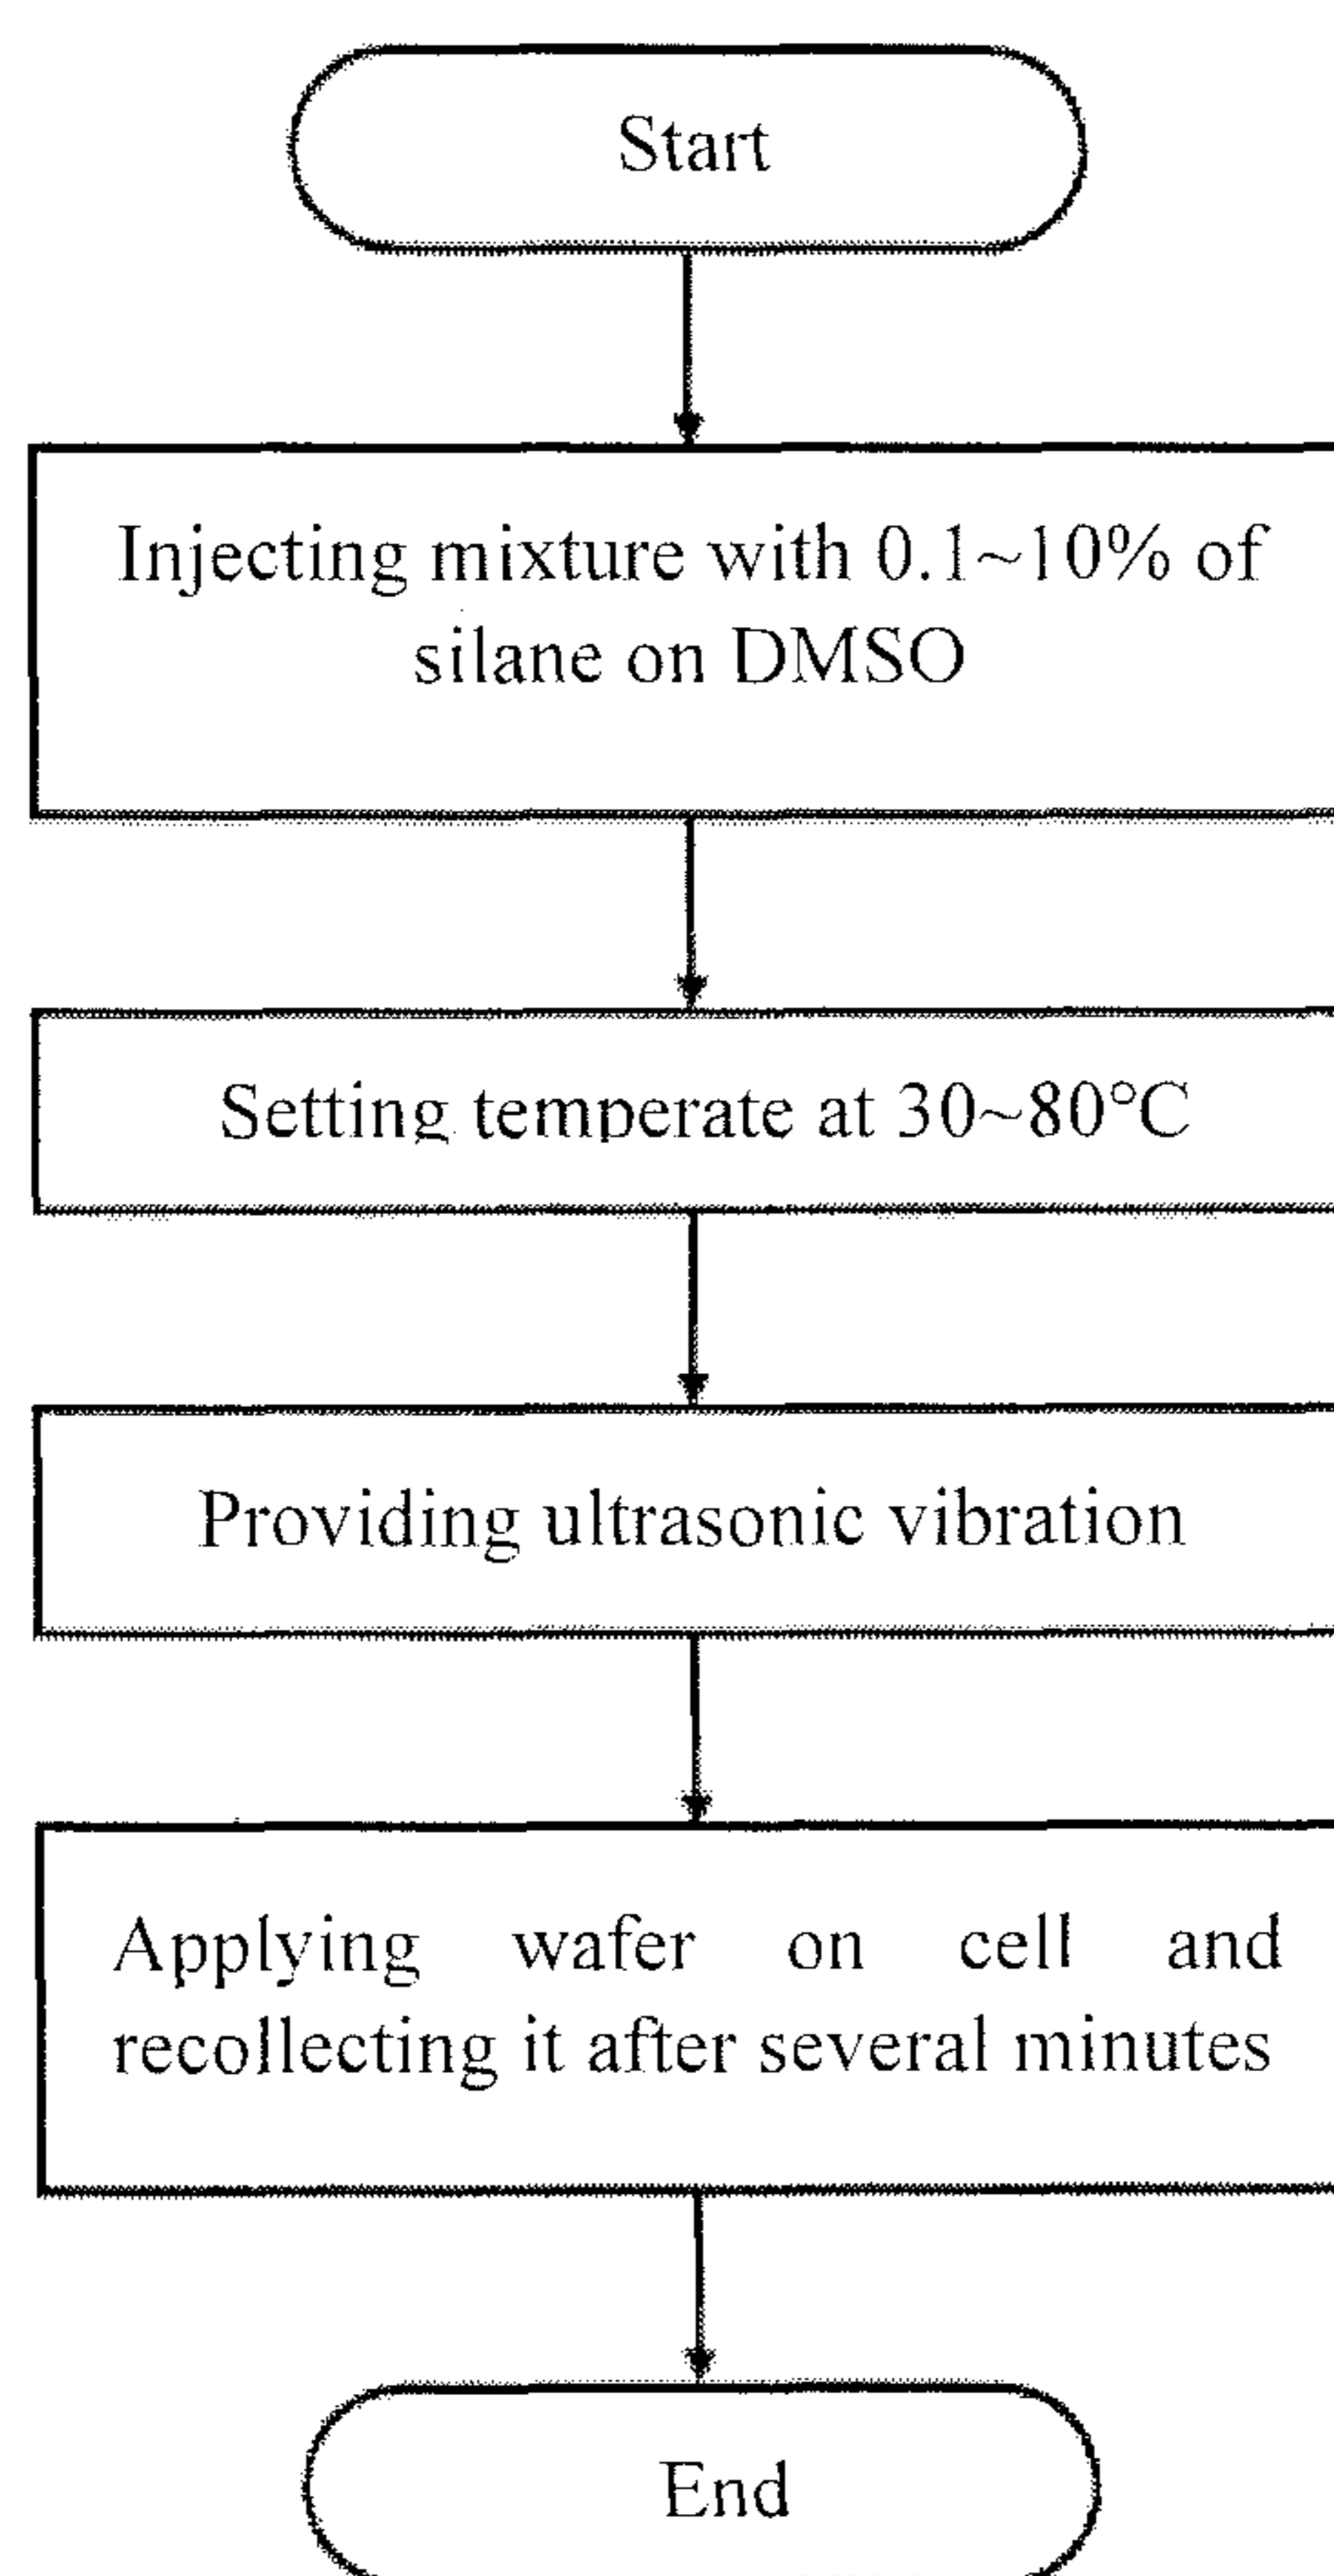 Start
Injecting mixture with 0.1~10% of
silane on DMSO
Setting temperate at 30~80°C
Providing ultrasonic vibration
Applying wafer on cell and
recollecting it after several minutes
End